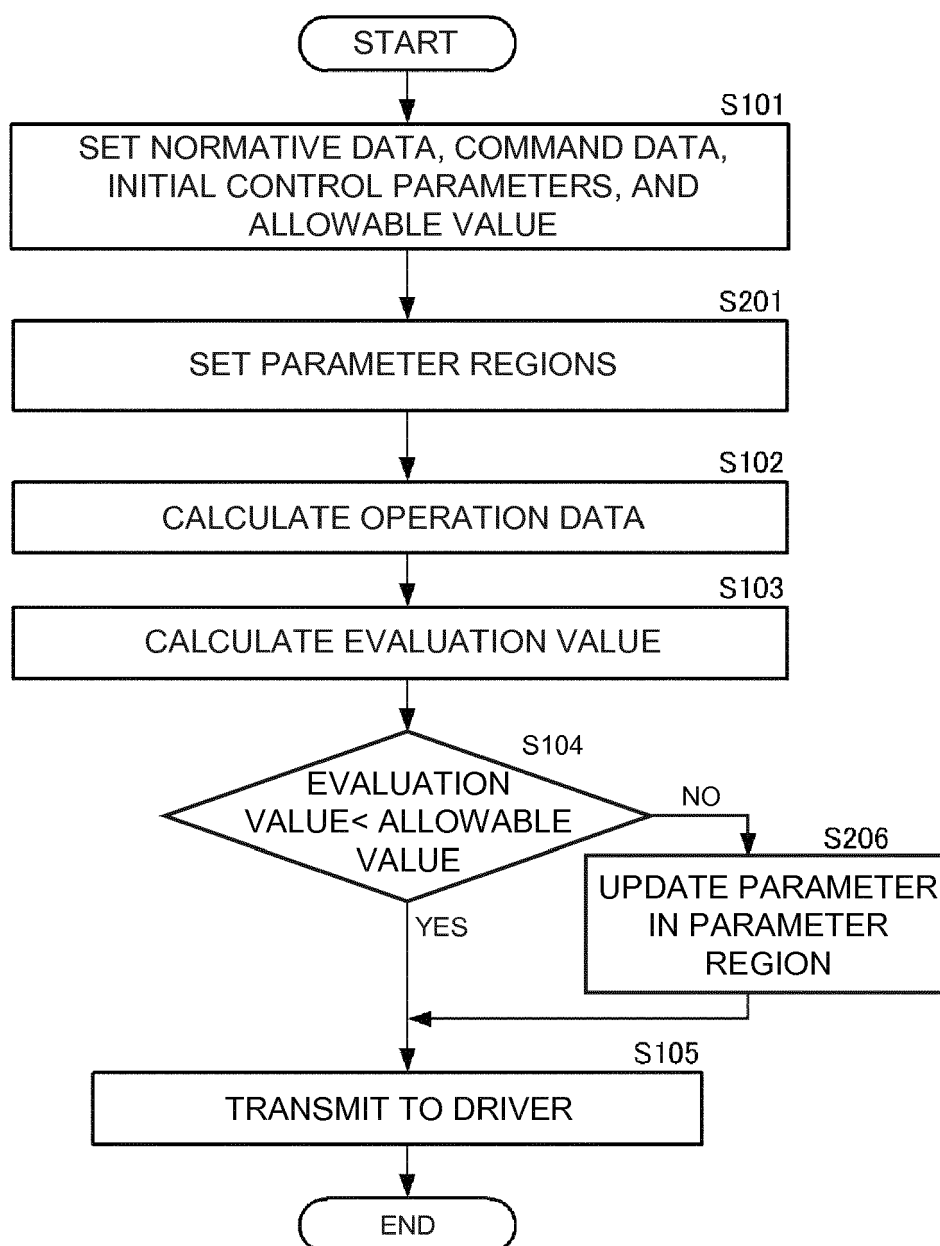 START
S101
SET NORMATIVE DATA, COMMAND DATA,
INITIAL CONTROL PARAMETERS, AND
ALLOWABLE VALUE
S201
SET PARAMETER REGIONS
S102
CALCULATE OPERATION DATA
S103
CALCULATE EVALUATION VALUE
S104
EVALUATION
VALUE< ALLOWABLE
VALUE
NO
S206
UPDATE PARAMETER
IN PARAMETER
REGION
YES
S105
TRANSMIT TO DRIVER
END